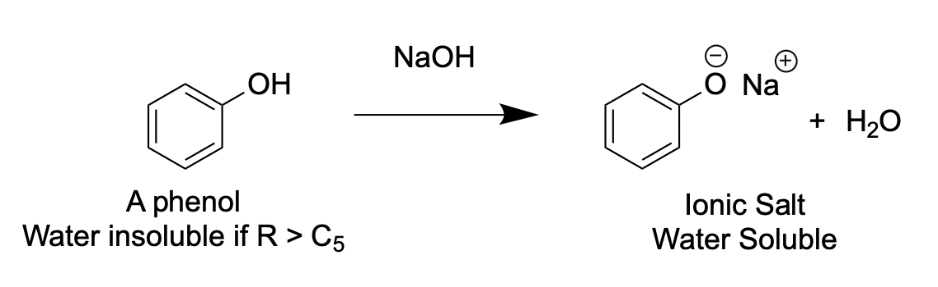 NaOH
OH
⊖
O Na ⊕
+ H₂O
A phenol
Water insoluble if R > C₅
Ionic Salt
Water Soluble